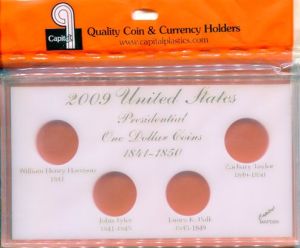 Capital
Quality Coin & Currency Holders
www.capitalplastics.com
2009 United States
Presidential
One Dollar Coins
1841-1850
William Henry Harrison
1841
Zachary Taylor
1849-1850
John Tyler
1841-1845
James K. Polk
1845-1849
Capital